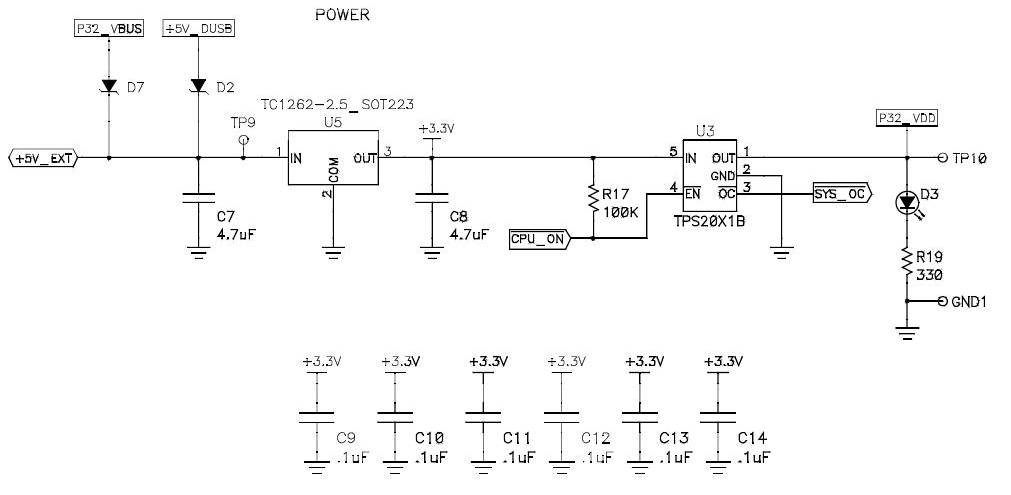 POWER
P32_VBUS
+5V_DUSB
D7
D2
TC1262-2.5_SOT223
U5
TP9
+3.3V
U3
P32_VDD
+5V_EXT
1
IN
OUT
3
COM
2
5
IN
OUT
1
TP10
GND
2
4
EN
OC
3
SYS_OC
TPS20X1B
R17
100K
D3
C7
4.7uF
C8
4.7uF
CPU_ON
R19
330
GND1
+3.3V
+3.3V
+3.3V
+3.3V
+3.3V
+3.3V
C9
.1uF
C10
.1uF
C11
.1uF
C12
.1uF
C13
.1uF
C14
.1uF